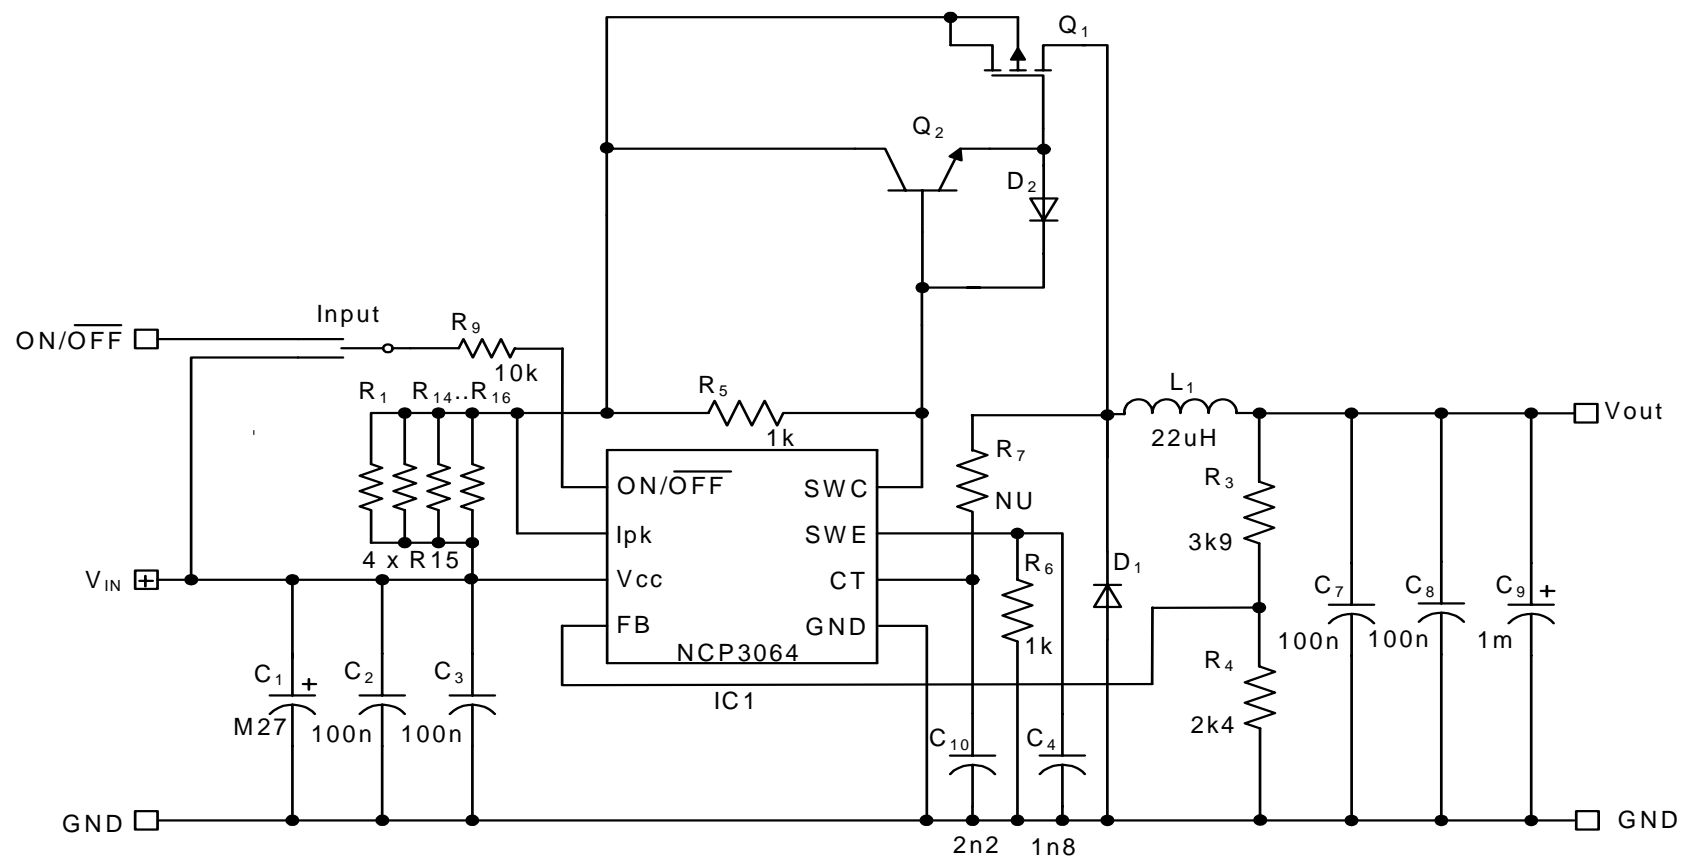 Q1
Q2
D2
Input
ON/OFF
R9
10k
R1 R14..R16
R5
1k
L1
22uH
Vout
R7
NU
ON/OFF
SWC
R3
3k9
Ipk
SWE
4 x R15
R6
1k
D1
VIN
+
Vcc
CT
C7
100n
C8
100n
C9 +
1m
FB
GND
NCP3064
IC1
R4
2k4
C1 +
M27
C2
100n
C3
100n
C10
2n2
C4
1n8
GND
GND